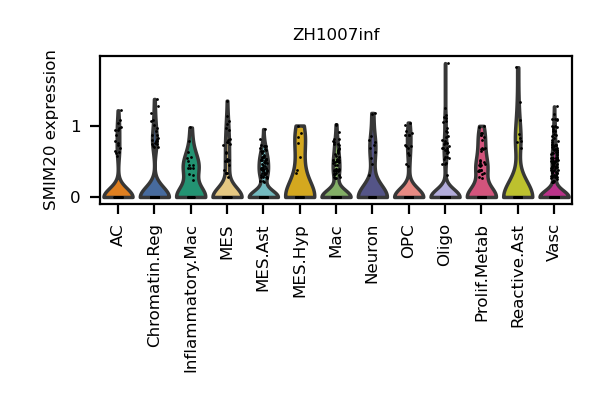 ZH1007inf
SMIM20 expression
1
0
AC
Chromatin.Reg
Inflammatory.Mac
MES
MES.Ast
MES.Hyp
Mac
Neuron
OPC
Oligo
Prolif.Metab
Reactive.Ast
Vasc